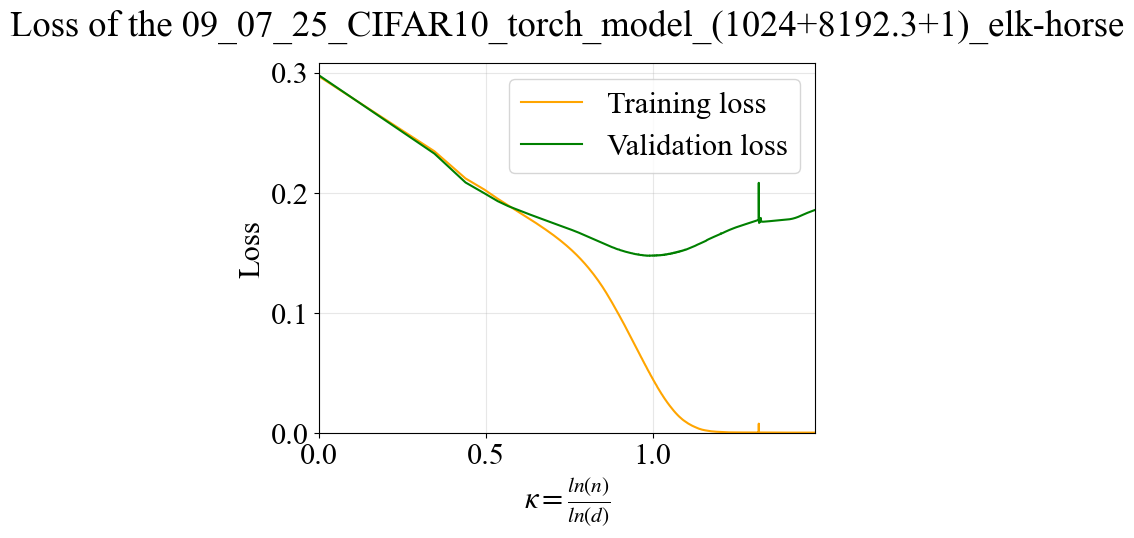 Loss of the 09_07_25_CIFAR10_torch_model_(1024+8192.3+1)_elk-horse
0.3
Training loss
Validation loss
0.2
Loss
0.1
0.0
0.0 0.5 1.0
κ = ln(n)/ln(d)